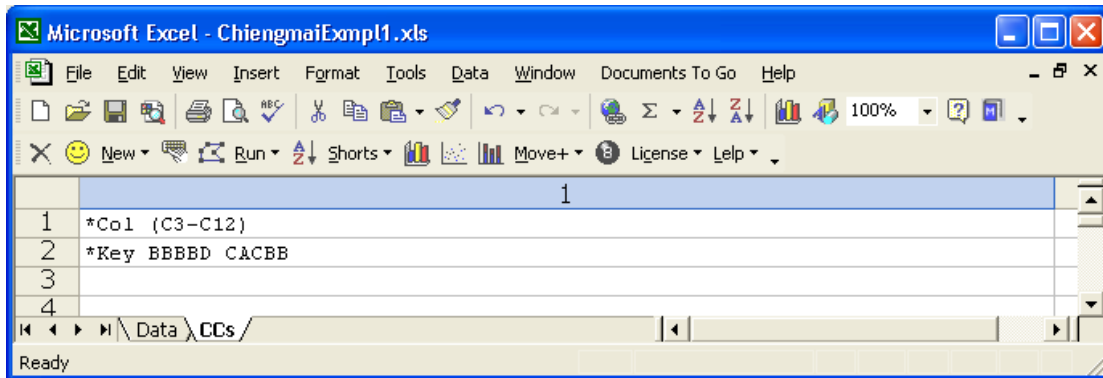 Microsoft Excel - ChiengmaiExmpl1.xls
File Edit View Insert Format Tools Data Window Documents To Go Help
ABC Σ A Z Z A 100% ?
New Run A Z Shorts Move+ License Lelp
1
1 *Col (C3-C12)
2 *Key BBBBD CACBB
3
4
Data CCs
Ready